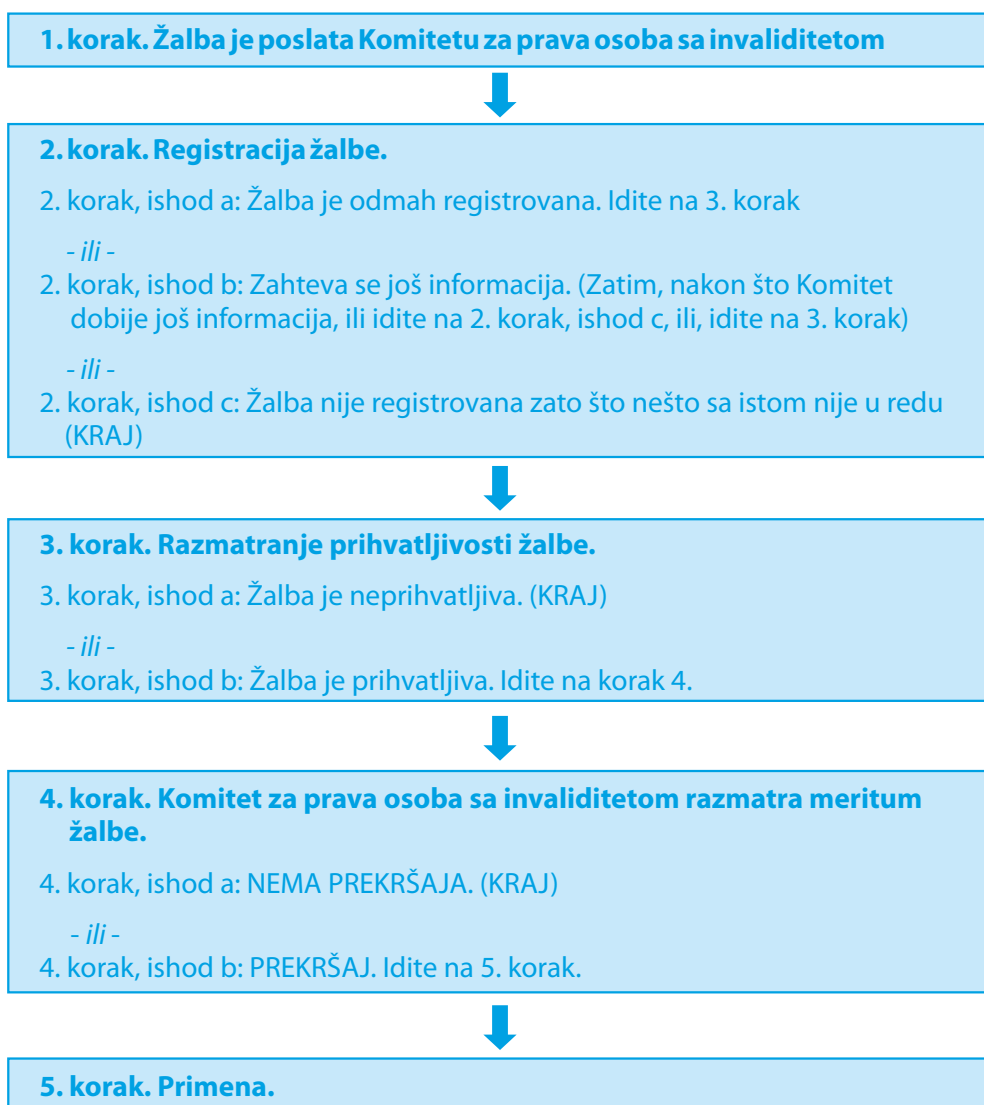 1. korak. Žalba je poslata Komitetu za prava osoba sa invaliditetom
2. korak. Registracija žalbe.
2. korak, ishod a: Žalba je odmah registrovana. Idite na 3. korak
- ili -
2. korak, ishod b: Zahteva se još informacija. (Zatim, nakon što Komitet
dobije još informacija, ili idite na 2. korak, ishod c, ili, idite na 3. korak)
- ili -
2. korak, ishod c: Žalba nije registrovana zato što nešto sa istom nije u redu
(KRAJ)
3. korak. Razmatranje prihvatljivosti žalbe.
3. korak, ishod a: Žalba je neprihvatljiva. (KRAJ)
- ili -
3. korak, ishod b: Žalba je prihvatljiva. Idite na korak 4.
4. korak. Komitet za prava osoba sa invaliditetom razmatra meritum
žalbe.
4. korak, ishod a: NEMA PREKRŠAJA. (KRAJ)
- ili -
4. korak, ishod b: PREKRŠAJ. Idite na 5. korak.
5. korak. Primena.